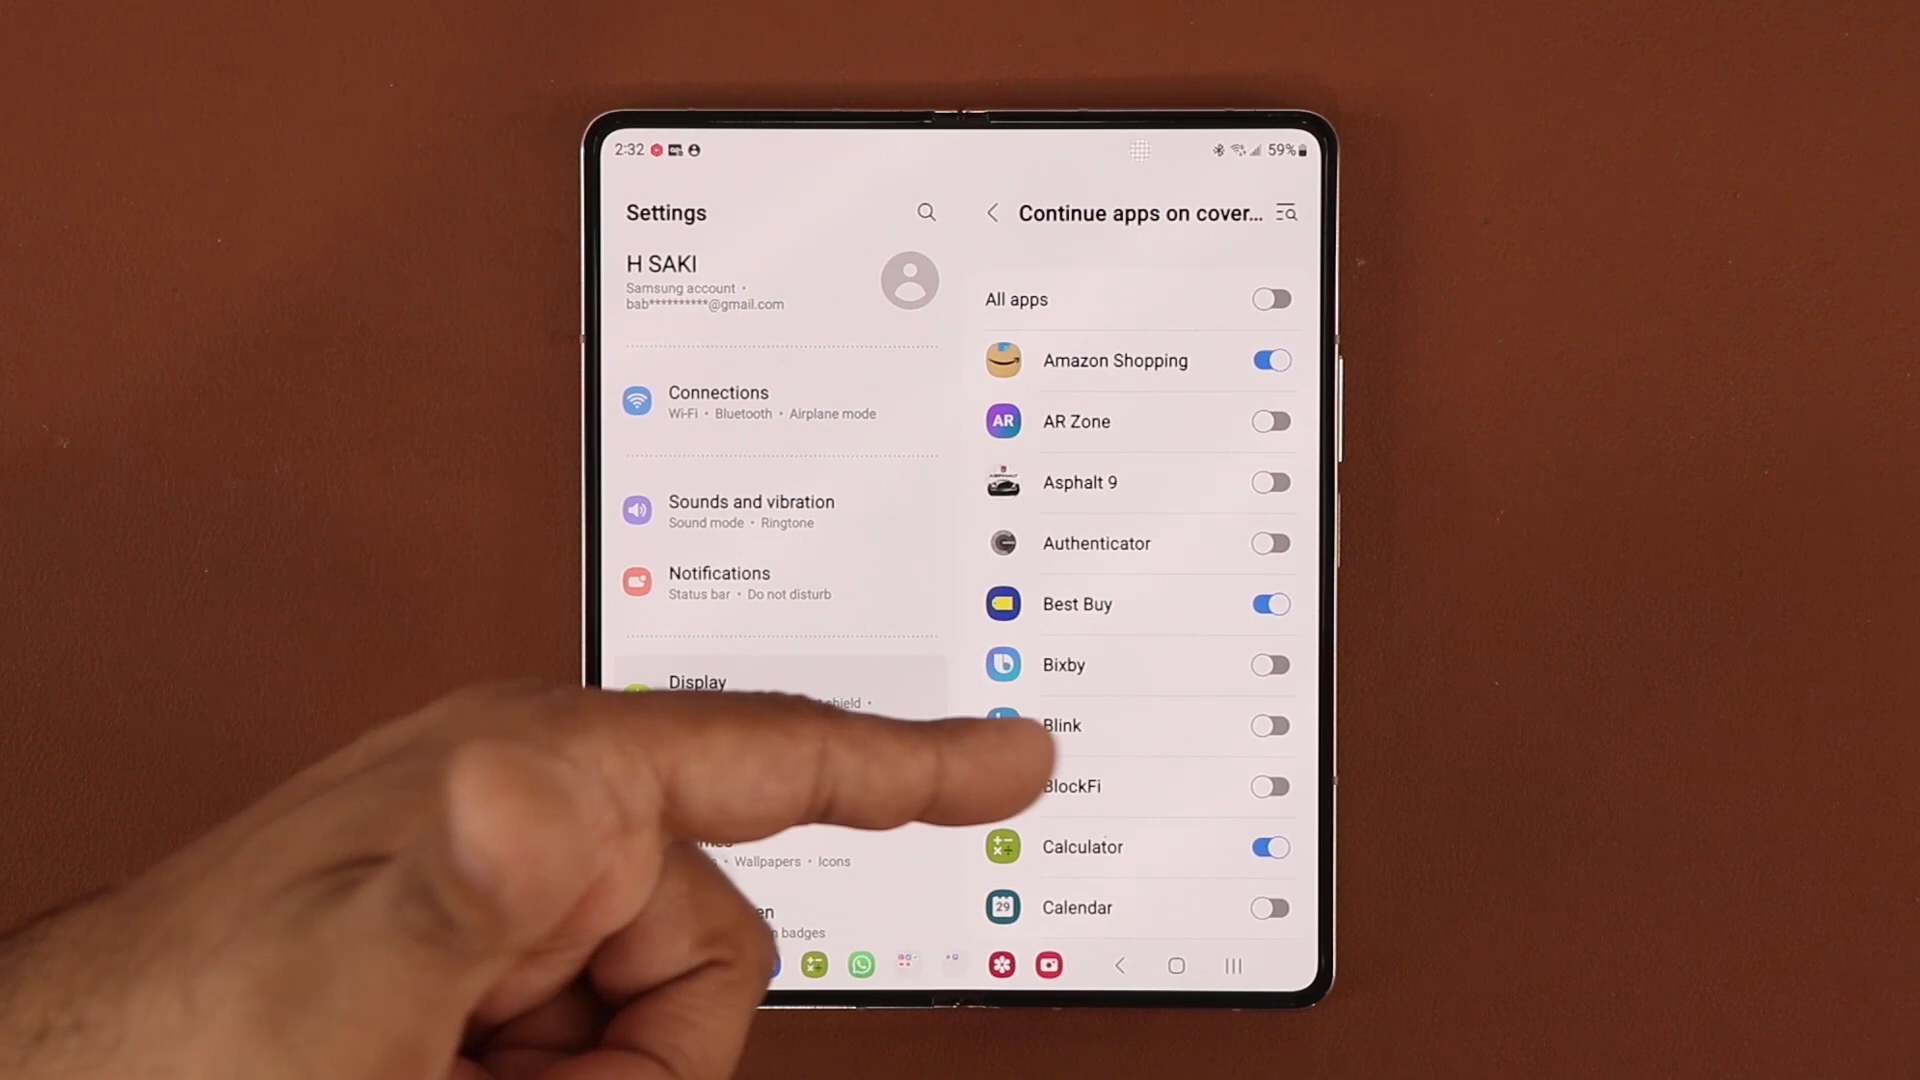 2:32
59%
Settings
H SAKI
Samsung account •
bab**********@gmail.com
Connections
Wi-Fi • Bluetooth • Airplane mode
Sounds and vibration
Sound mode • Ringtone
Notifications
Status bar • Do not disturb
Display
shield •
• Wallpapers • Icons
badges
Continue apps on cover...
All apps
Amazon Shopping
AR
AR Zone
Asphalt 9
Authenticator
Best Buy
Bixby
Blink
BlockFi
Calculator
29
Calendar